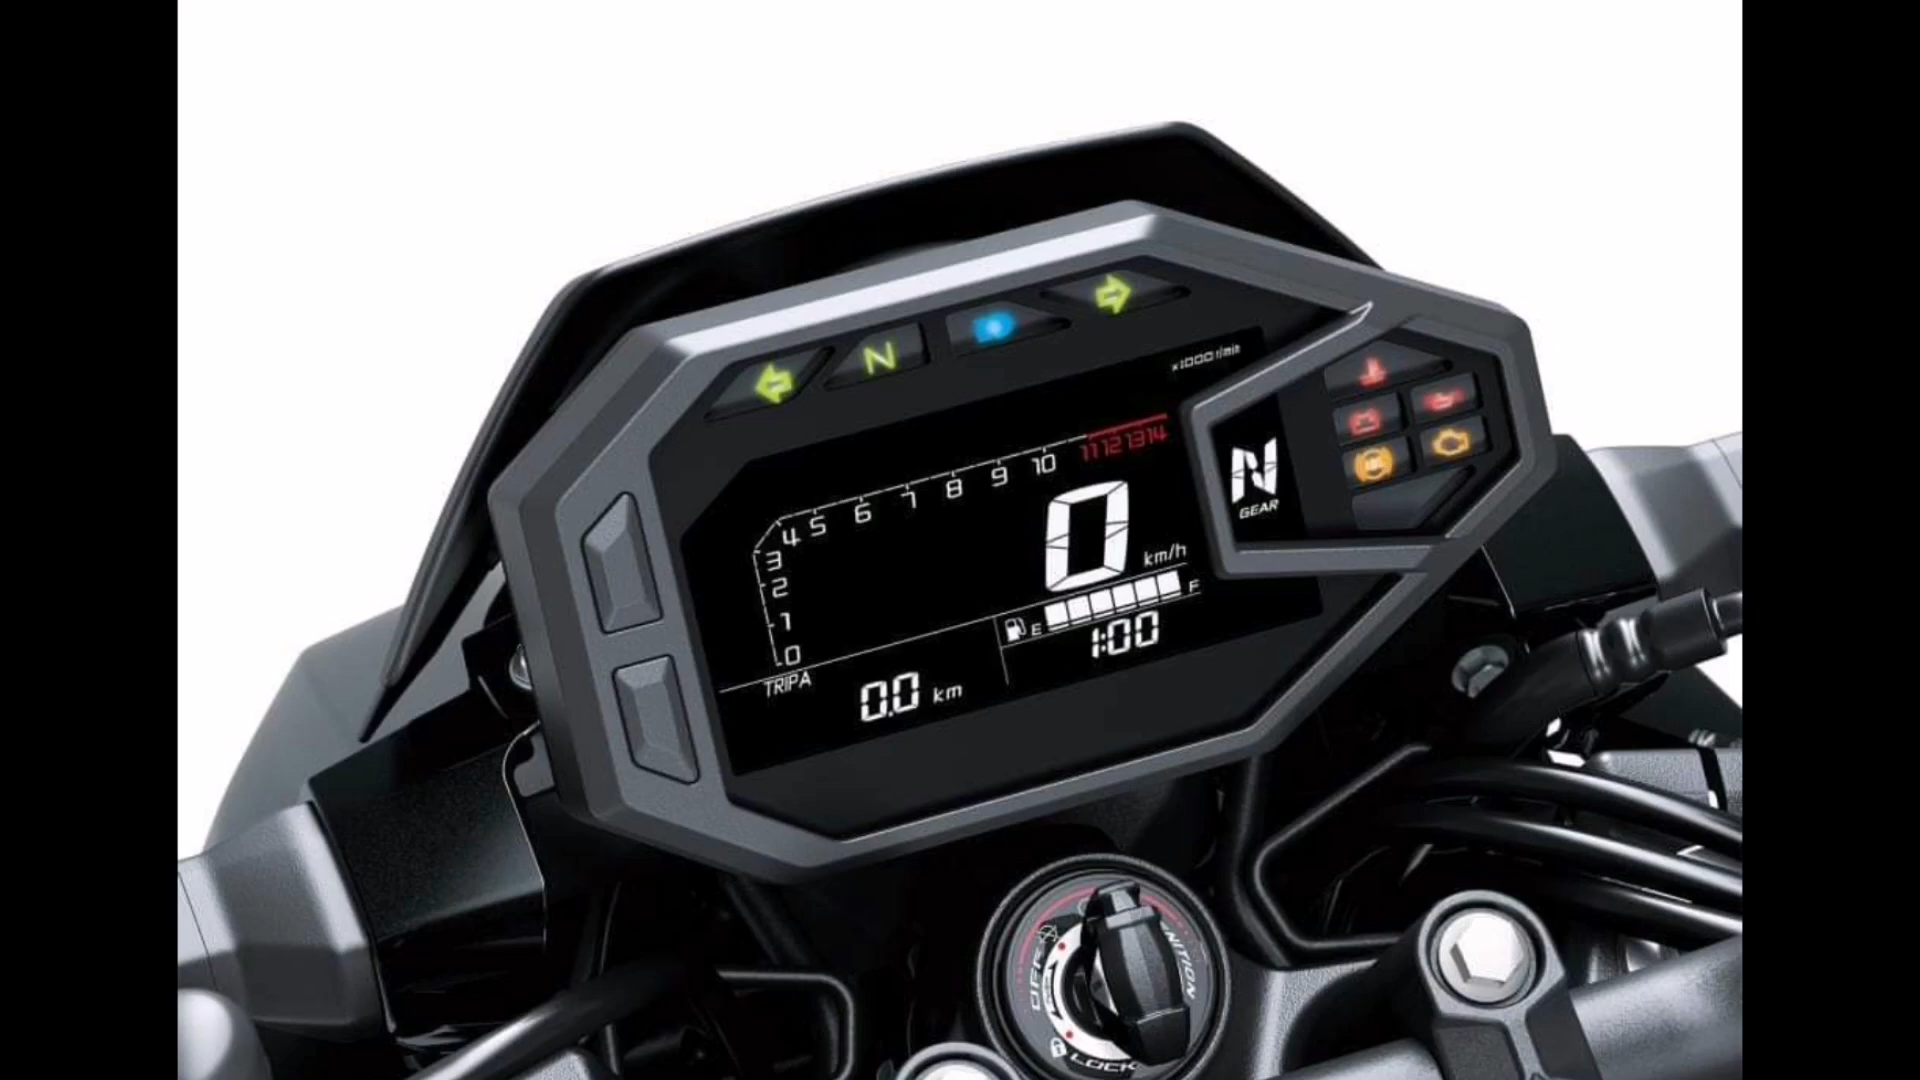 N
×1000 r/min
0 1 2 3 4 5 6 7 8 9 10 11 12 13 14
N
GEAR
0 km/h
E F
1:00
TRIPA
0.0 km
OFF
IGNITION
LOCK